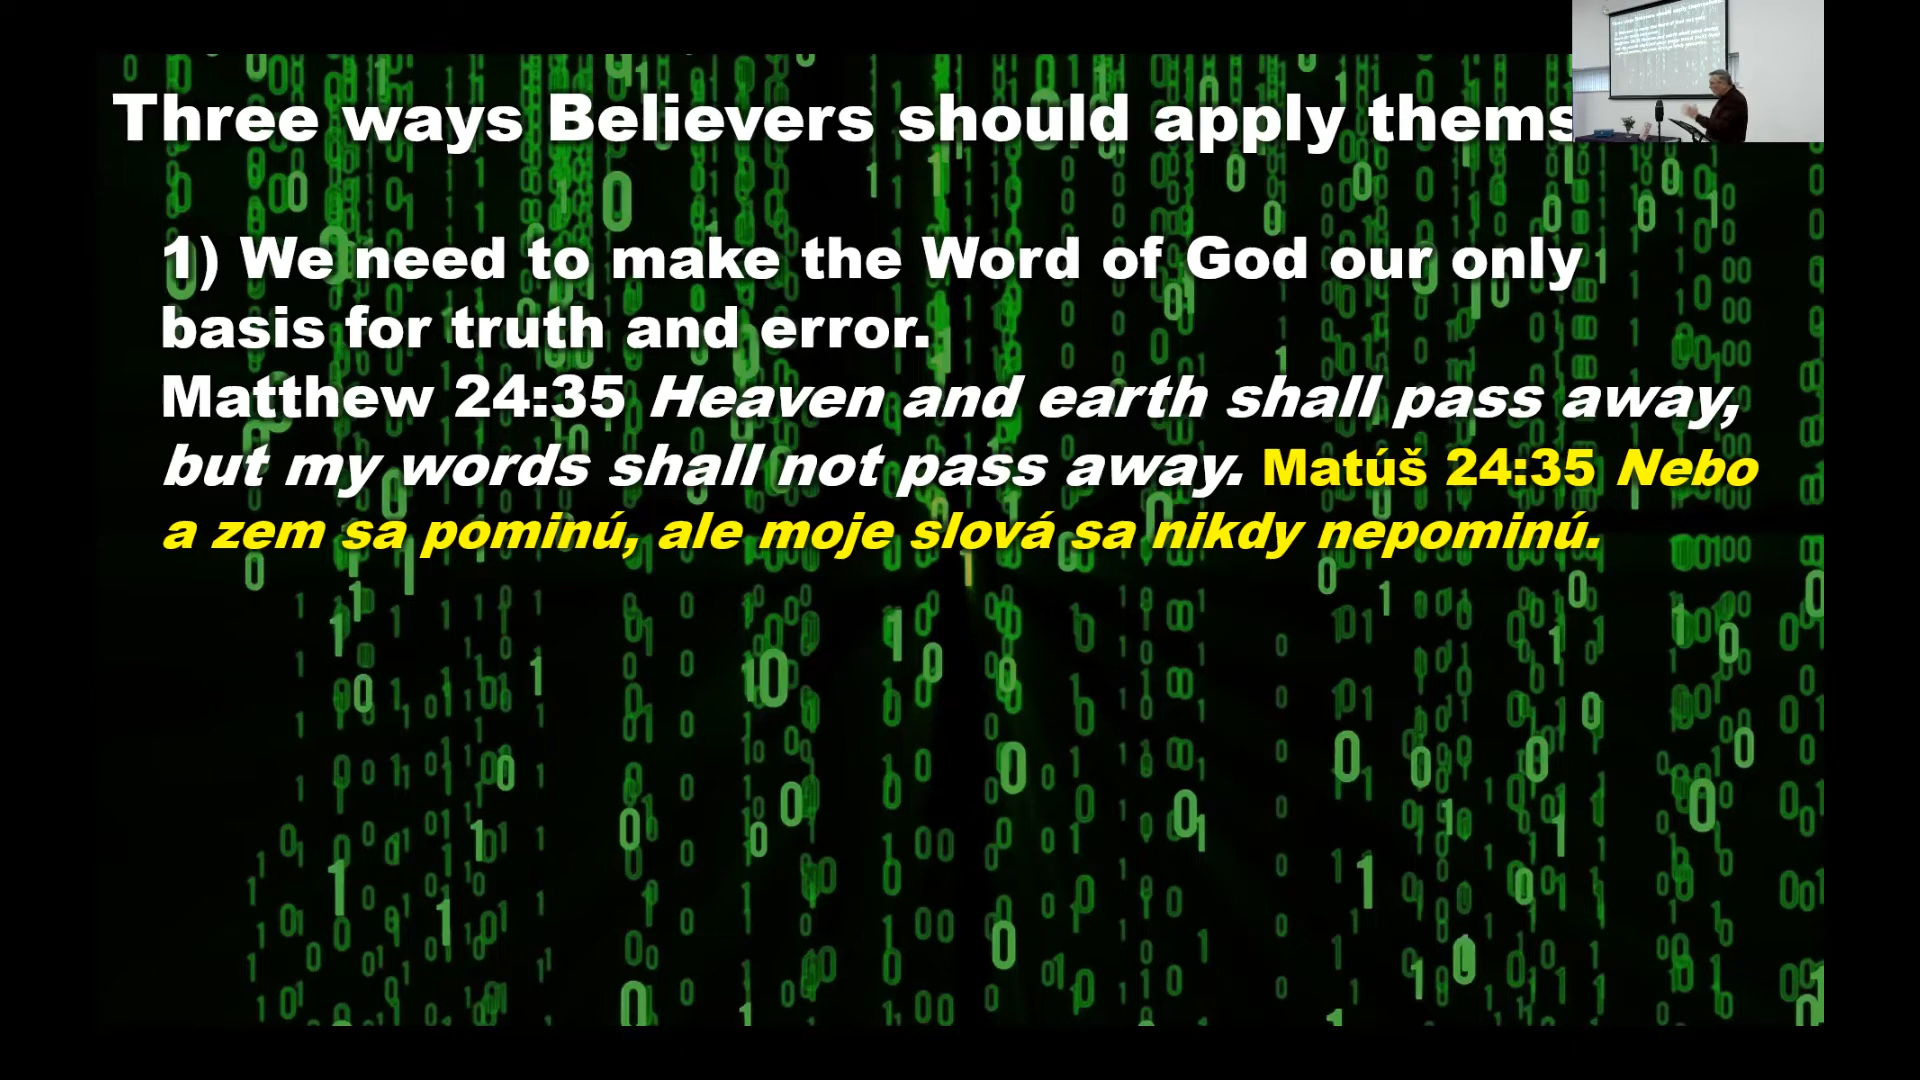 Three ways Believers should apply thems
1) We need to make the Word of God our only
basis for truth and error.
Matthew 24:35 Heaven and earth shall pass away,
but my words shall not pass away. Matúš 24:35 Nebo
a zem sa pominú, ale moje slová sa nikdy nepominú.